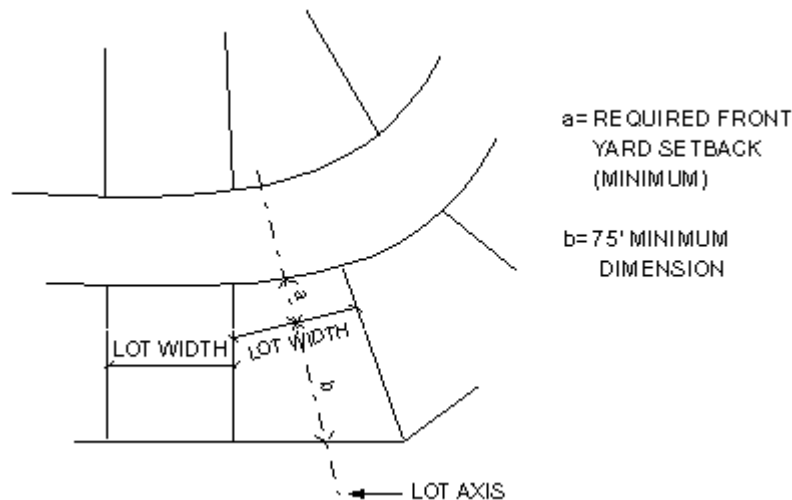 a= REQUIRED FRONT
YARD SETBACK
(MINIMUM)
b= 75' MINIMUM
DIMENSION
a
LOT WIDTH
LOT WIDTH
b
LOT AXIS